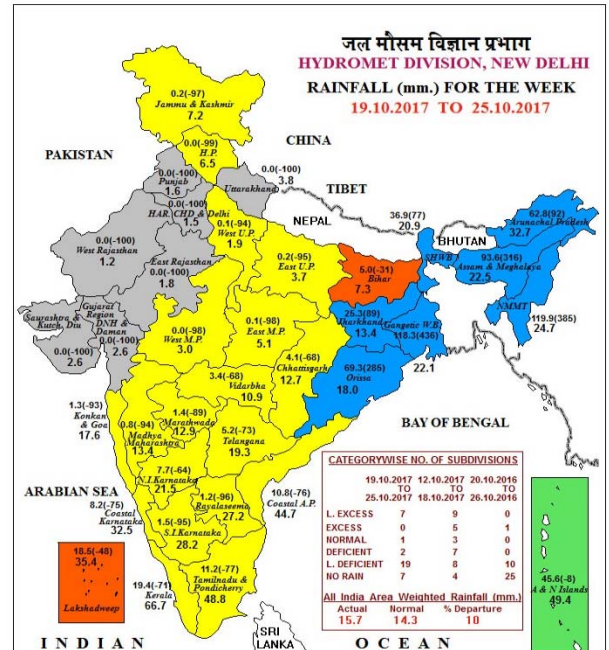 जल मौसम विज्ञान प्रभाग
HYDROMET DIVISION, NEW DELHI
RAINFALL (mm.) FOR THE WEEK
19.10.2017 TO 25.10.2017
0.2(-97)
Jammu & Kashmir
7.2
CHINA
0.0(-99)
H.P.
6.5
PAKISTAN
0.0(-100)
Punjab
1.6
0.0(-100)
Uttarakhand
3.8
TIBET
0.0(-100)
HAR. CHD & Delhi
1.5
NEPAL
0.1(-94)
West U.P.
1.9
36.9(77)
20.9
BHUTAN
62.8(92)
Arunachal Pradesh
32.7
0.0(-100)
West Rajasthan
1.2
East Rajasthan
0.0(-100)
1.8
0.2(-95)
East U.P.
3.7
5.0(-31)
Bihar
7.3
SHWB
93.6(316)
Assam & Meghalaya
22.5
NMMT
119.9(385)
24.7
Saurashtra &
Kutch, Diu
0.0(-100)
2.6
Gujarat
Region
DNH &
Daman
0.0(-100)
2.6
0.0(-98)
West M.P.
3.0
0.1(-98)
East M.P.
5.1
25.3(89)
Jharkhand
13.4
Gangetic W.B.
118.3(436)
22.1
4.1(-68)
Chhattisgarh
12.7
69.3(285)
Orissa
18.0
3.4(-68)
Vidarbha
10.9
1.3(-93)
Konkan
& Goa
17.6
0.8(-94)
Madhya
Maharashtra
13.4
1.4(-89)
Marathwada
12.9
5.2(-73)
Telangana
19.3
BAY OF BENGAL
7.7(-64)
N.I.Karnataka
21.5
ARABIAN SEA
8.2(-75)
Coastal
Karnataka
32.5
1.2(-96)
Rayalaseema
27.2
10.8(-76)
Coastal A.P.
44.7
1.5(-95)
S.I.Karnataka
28.2
18.5(-48)
35.4
Lakshadweep
19.4(-71)
Kerala
66.7
11.2(-77)
Tamilnadu &
Pondicherry
48.8
CATEGORYWISE NO. OF SUBDIVISIONS
19.10.2017 12.10.2017 20.10.2016
TO TO TO
25.10.2017 18.10.2017 26.10.2016
L. EXCESS 7 9 0
EXCESS 0 5 1
NORMAL 1 3 0
DEFICIENT 2 7 0
L. DEFICIENT 19 8 10
NO RAIN 7 4 25
All India Area Weighted Rainfall (mm.)
Actual Normal % Departure
15.7 14.3 10
45.6(-8)
A & N Islands
49.4
SRI
LANKA
INDIAN OCEAN